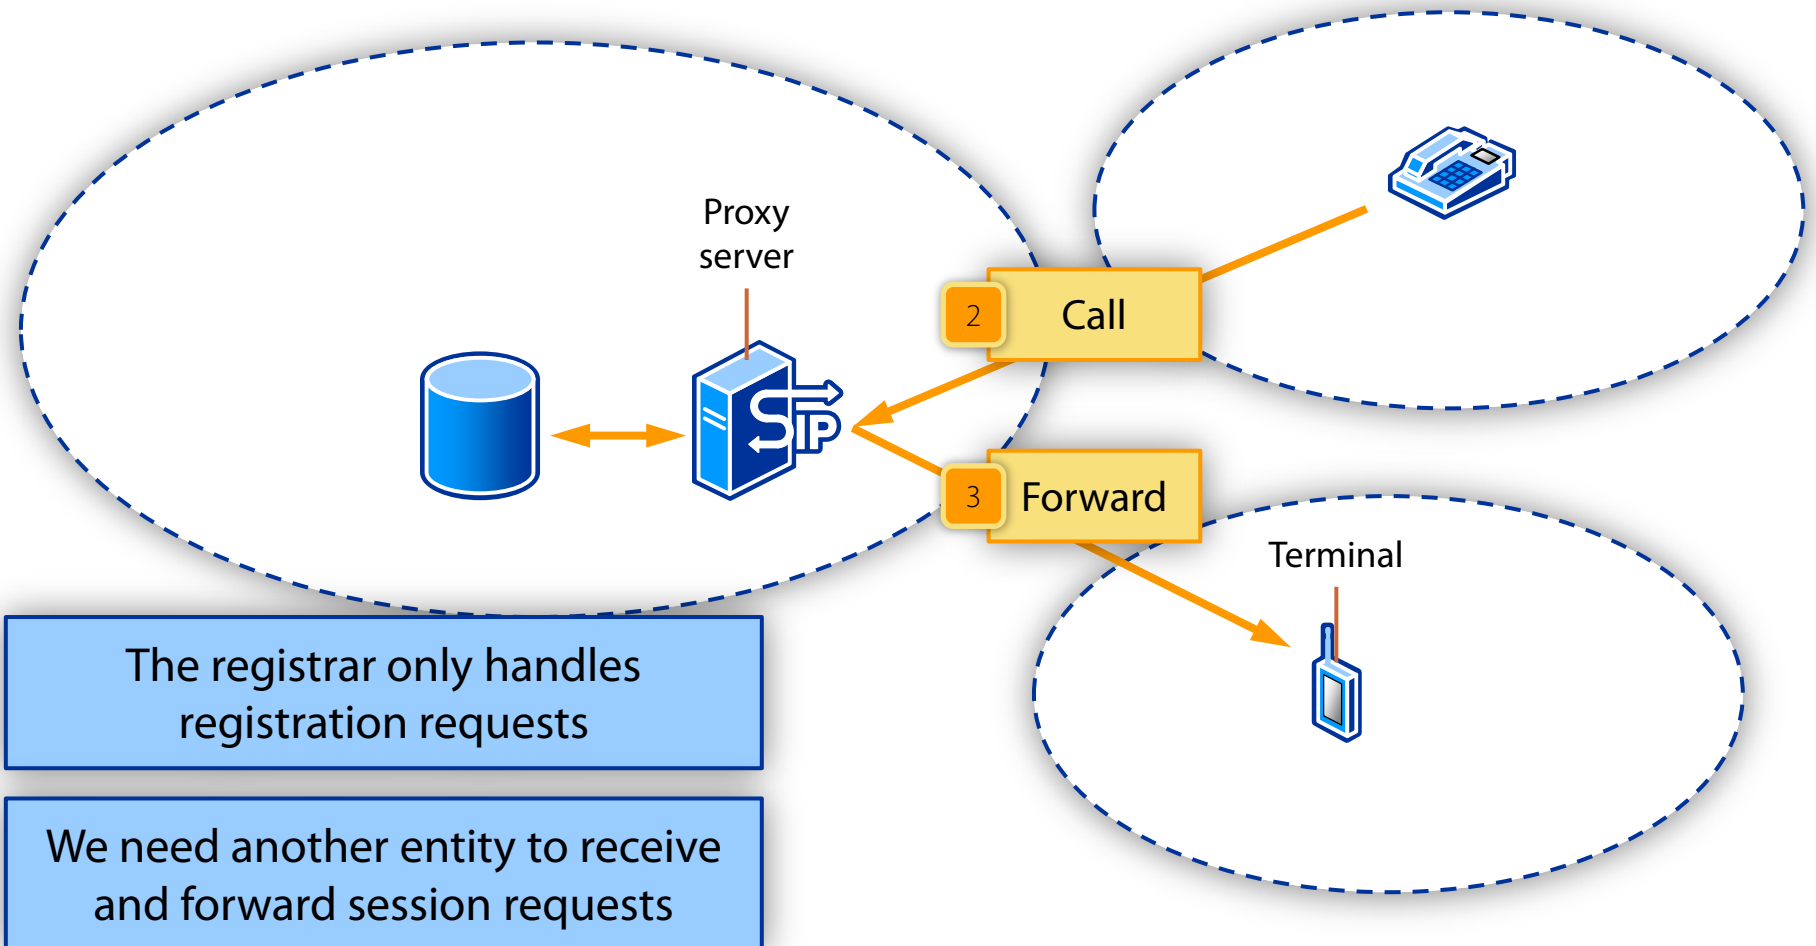 Proxy
server
2
Call
SIP
3
Forward
Terminal
The registrar only handles
registration requests
We need another entity to receive
and forward session requests